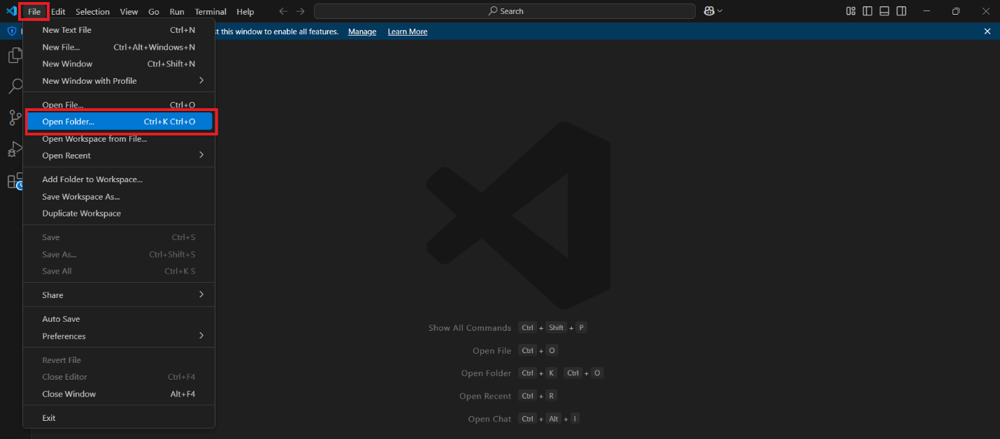 File Edit Selection View Go Run Terminal Help
Search
t this window to enable all features. Manage Learn More
New Text File Ctrl+N
New File... Ctrl+Alt+Windows+N
New Window Ctrl+Shift+N
New Window with Profile
Open File... Ctrl+O
Open Folder... Ctrl+K Ctrl+O
Open Workspace from File...
Open Recent
Add Folder to Workspace...
Save Workspace As...
Duplicate Workspace
Save Ctrl+S
Save As... Ctrl+Shift+S
Save All Ctrl+K S
Share
Auto Save
Preferences
Revert File
Close Editor Ctrl+F4
Close Window Alt+F4
Exit
Show All Commands Ctrl + Shift + P
Open File Ctrl + O
Open Folder Ctrl + K Ctrl + O
Open Recent Ctrl + R
Open Chat Ctrl + Alt + I